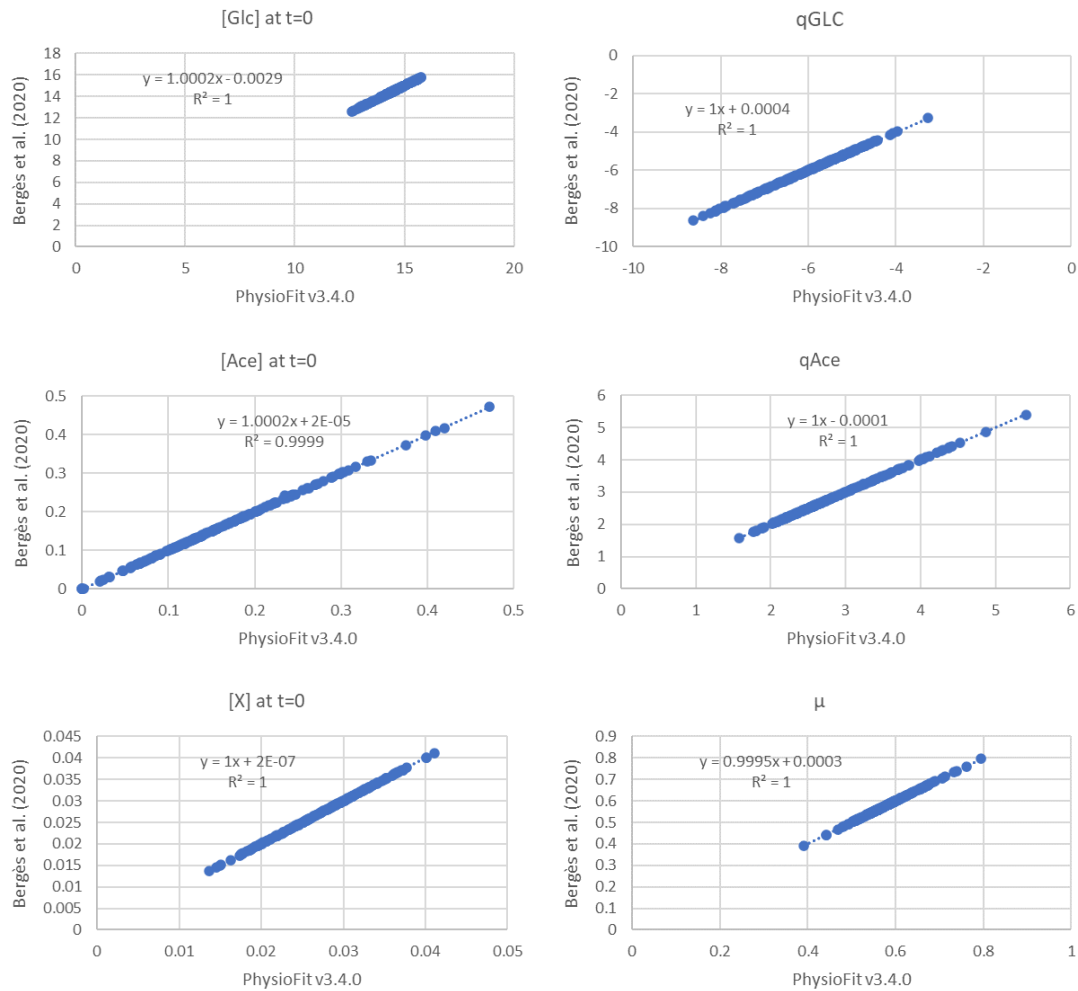 [Glc] at t=0
Bergès et al. (2020)
18
16
14
12
10
8
6
4
2
0
y = 1.0002x - 0.0029
R² = 1
0 5 10 15 20
PhysioFit v3.4.0
qGLC
Bergès et al. (2020)
0
-2
-4
-6
-8
-10
y = 1x + 0.0004
R² = 1
-10 -8 -6 -4 -2 0
PhysioFit v3.4.0
[Ace] at t=0
Bergès et al. (2020)
0.5
0.4
0.3
0.2
0.1
0
y = 1.0002x + 2E-05
R² = 0.9999
0 0.1 0.2 0.3 0.4 0.5
PhysioFit v3.4.0
qAce
Bergès et al. (2020)
6
5
4
3
2
1
0
y = 1x - 0.0001
R² = 1
0 1 2 3 4 5 6
PhysioFit v3.4.0
[X] at t=0
Bergès et al. (2020)
0.045
0.04
0.035
0.03
0.025
0.02
0.015
0.01
0.005
0
y = 1x + 2E-07
R² = 1
0 0.01 0.02 0.03 0.04 0.05
PhysioFit v3.4.0
μ
Bergès et al. (2020)
0.9
0.8
0.7
0.6
0.5
0.4
0.3
0.2
0.1
0
y = 0.9995x + 0.0003
R² = 1
0 0.2 0.4 0.6 0.8 1
PhysioFit v3.4.0